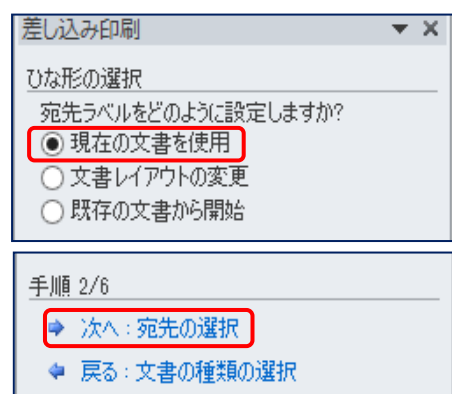 差し込み印刷
ひな形の選択
宛先ラベルをどのように設定しますか?
現在の文書を使用
文書レイアウトの変更
既存の文書から開始
手順 2/6
次へ:宛先の選択
戻る:文書の種類の選択